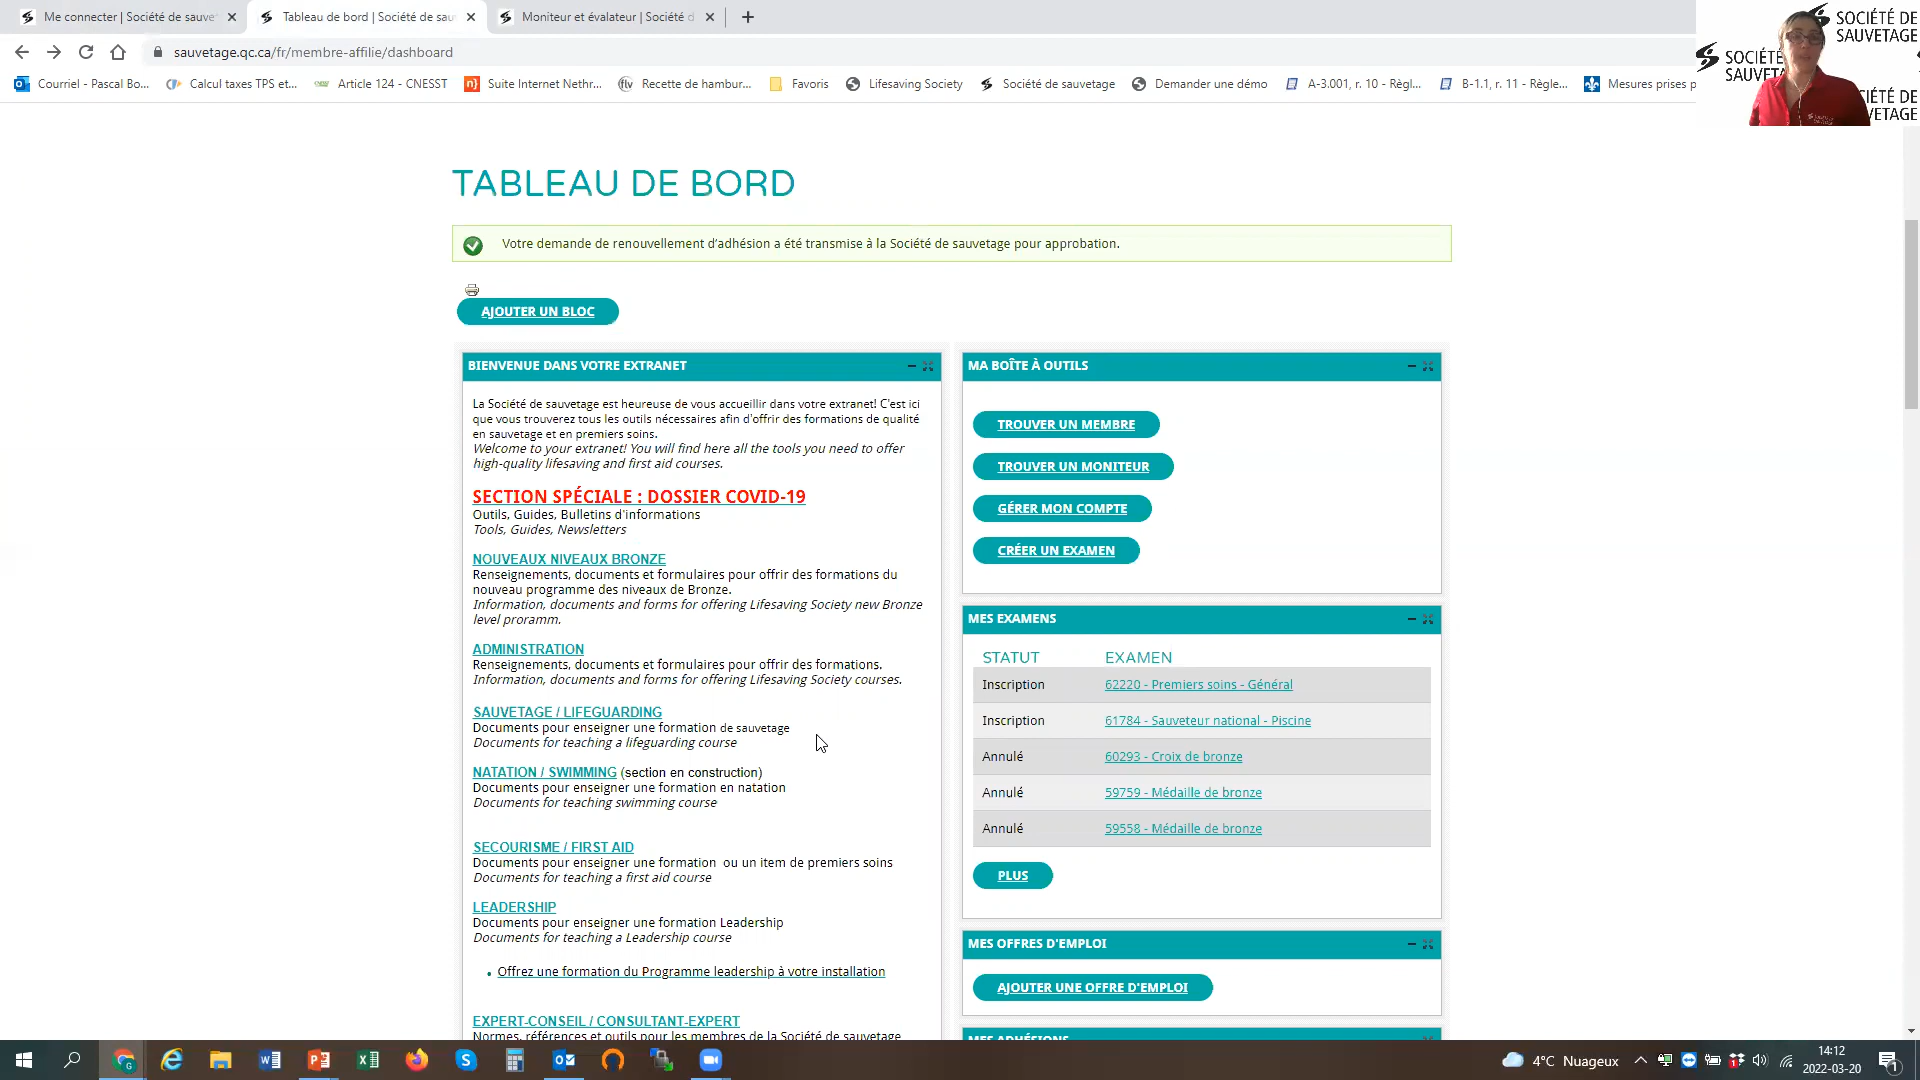 Me connecter | Société de sauve
Tableau de bord | Société de sau
Moniteur et évalateur | Société d
sauvetage.qc.ca/fr/membre-affilie/dashboard
Courriel - Pascal Bo...
Calcul taxes TPS et...
Article 124 - CNESST
Suite Internet Nethr...
Recette de hambur...
Favoris
Lifesaving Society
Société de sauvetage
Demander une démo
A-3.001, r. 10 - Règl...
B-1.1, r. 11 - Règle...
Mesures prises p
SOCIÉTÉ DE
SAUVETAGE
TABLEAU DE BORD
Votre demande de renouvellement d'adhésion a été transmise à la Société de sauvetage pour approbation.
AJOUTER UN BLOC
BIENVENUE DANS VOTRE EXTRANET
La Société de sauvetage est heureuse de vous accueillir dans votre extranet! C'est ici
que vous trouverez tous les outils nécessaires afin d'offrir des formations de qualité
en sauvetage et en premiers soins.
Welcome to your extranet! You will find here all the tools you need to offer
high-quality lifesaving and first aid courses.
SECTION SPÉCIALE : DOSSIER COVID-19
Outils, Guides, Bulletins d'informations
Tools, Guides, Newsletters
NOUVEAUX NIVEAUX BRONZE
Renseignements, documents et formulaires pour offrir des formations du
nouveau programme des niveaux de Bronze.
Information, documents and forms for offering Lifesaving Society new Bronze
level proramm.
ADMINISTRATION
Renseignements, documents et formulaires pour offrir des formations.
Information, documents and forms for offering Lifesaving Society courses.
SAUVETAGE / LIFEGUARDING
Documents pour enseigner une formation de sauvetage
Documents for teaching a lifeguarding course
NATATION / SWIMMING (section en construction)
Documents pour enseigner une formation en natation
Documents for teaching swimming course
SECOURISME / FIRST AID
Documents pour enseigner une formation ou un item de premiers soins
Documents for teaching a first aid course
LEADERSHIP
Documents pour enseigner une formation Leadership
Documents for teaching a Leadership course
• Offrez une formation du Programme leadership à votre installation
EXPERT-CONSEIL / CONSULTANT-EXPERT
Normes, références et outils pour les membres de la Société de sauvetage
MA BOÎTE À OUTILS
TROUVER UN MEMBRE
TROUVER UN MONITEUR
GÉRER MON COMPTE
CRÉER UN EXAMEN
MES EXAMENS
STATUT EXAMEN
Inscription 62220 - Premiers soins - Général
Inscription 61784 - Sauveteur national - Piscine
Annulé 60293 - Croix de bronze
Annulé 59759 - Médaille de bronze
Annulé 59558 - Médaille de bronze
PLUS
MES OFFRES D'EMPLOI
AJOUTER UNE OFFRE D'EMPLOI
MES ADHÉSIONS
4°C Nuageux
14:12
2022-03-20